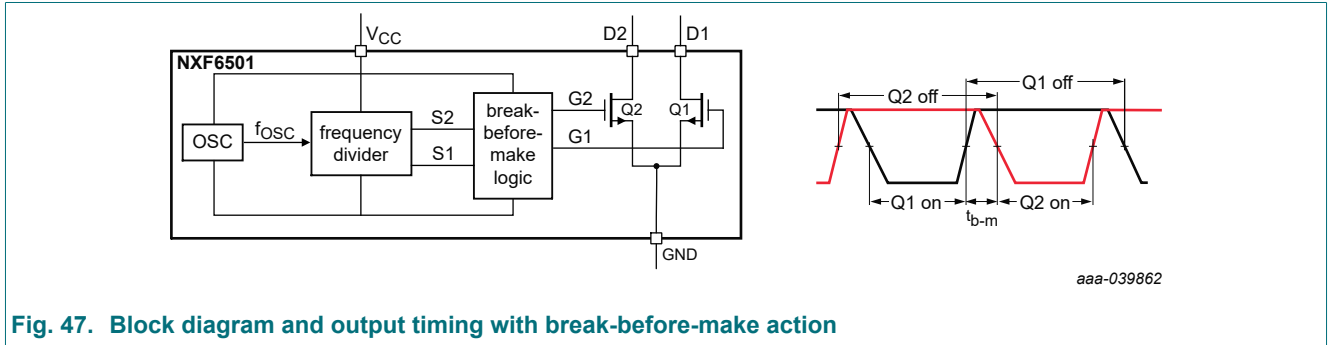 VCC
D2 D1
NXF6501
OSC
fOSC
frequency
divider
S2
S1
break-
before-
make
logic
G2
G1
Q2
Q1
GND
Q1 off
Q2 off
Q1 on
tb-m
Q2 on
aaa-039862
Fig. 47. Block diagram and output timing with break-before-make action